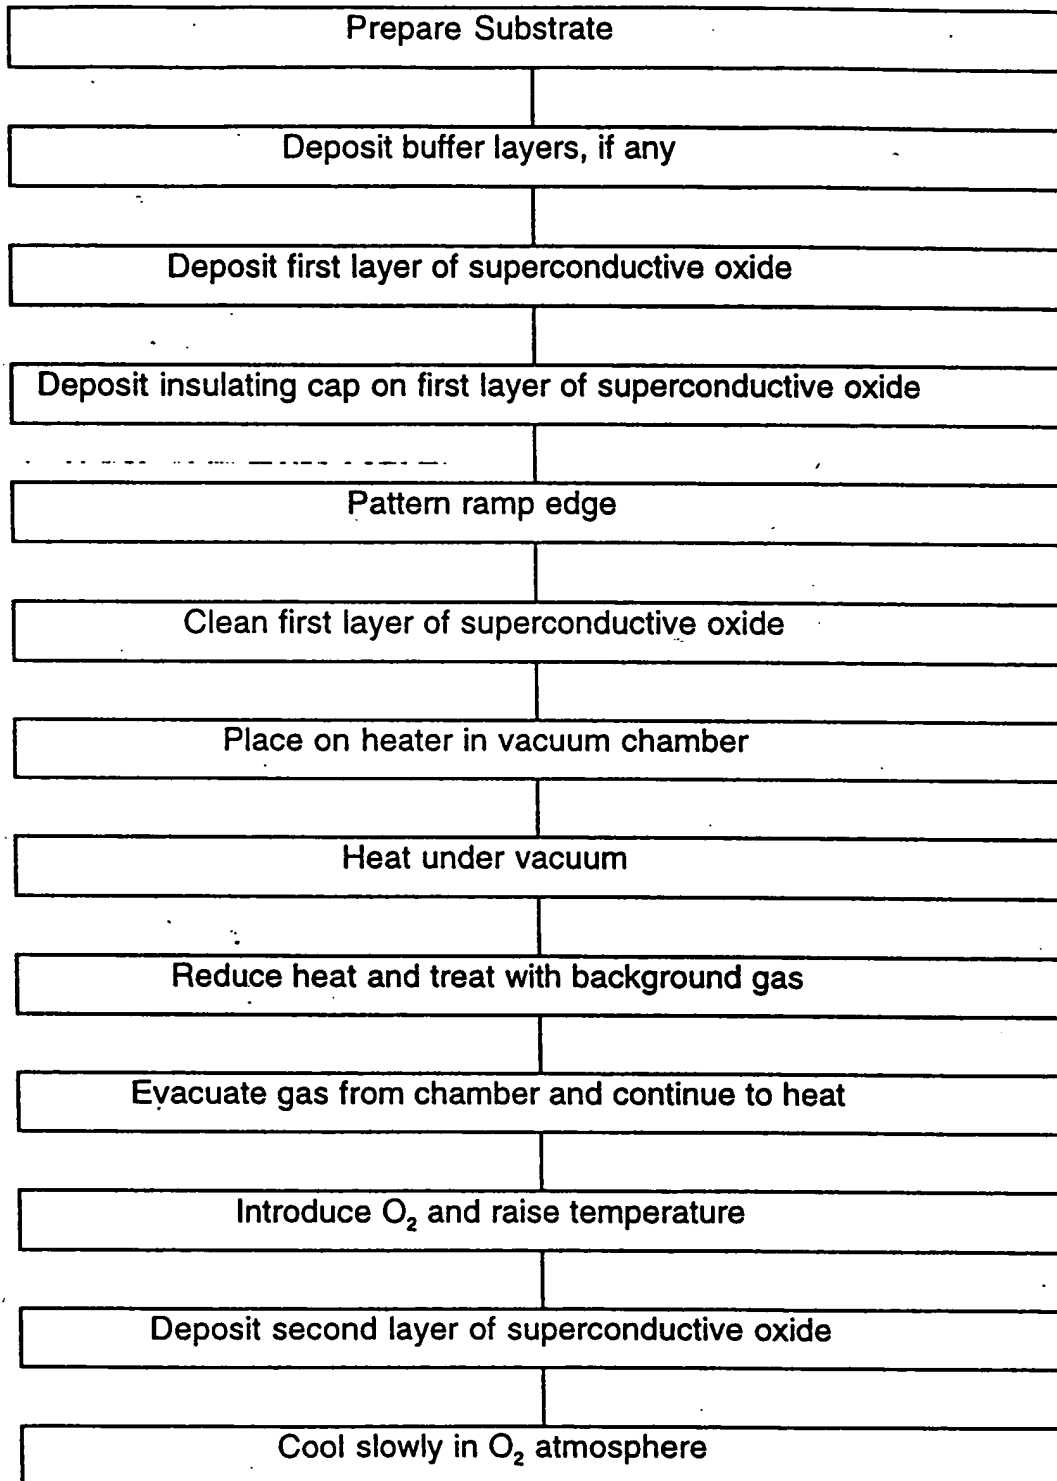 Prepare Substrate
Deposit buffer layers, if any
Deposit first layer of superconductive oxide
Deposit insulating cap on first layer of superconductive oxide
Pattern ramp edge
Clean first layer of superconductive oxide
Place on heater in vacuum chamber
Heat under vacuum
Reduce heat and treat with background gas
Evacuate gas from chamber and continue to heat
Introduce O₂ and raise temperature
Deposit second layer of superconductive oxide
Cool slowly in O₂ atmosphere